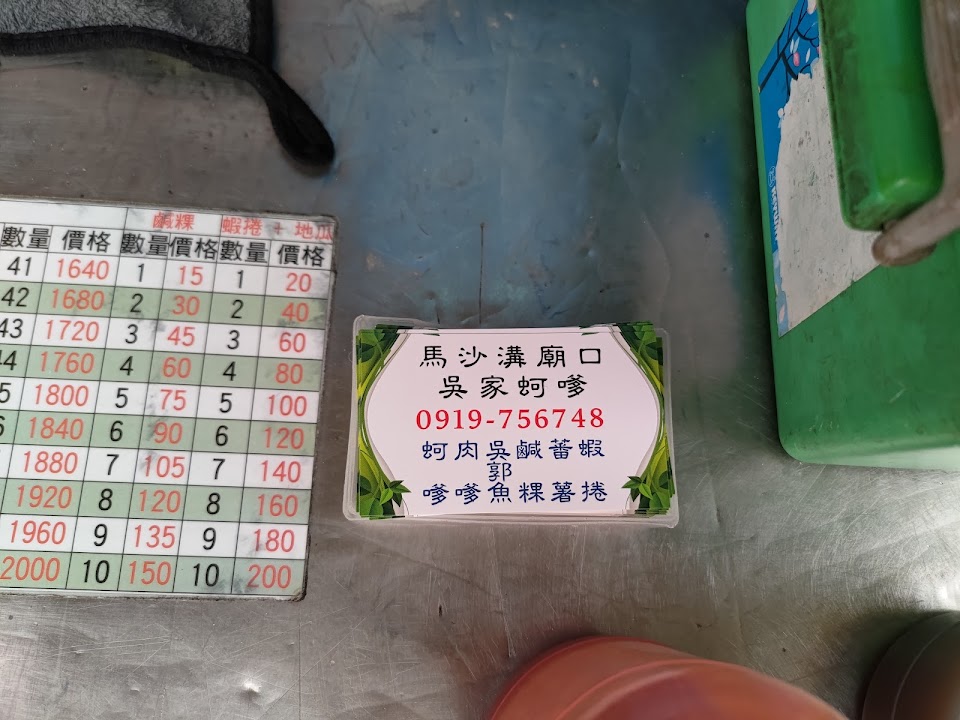 鹹粿 蝦捲 + 地瓜
數量 價格 數量 價格 數量 價格
41 1640 1 15 1 20
42 1680 2 30 2 40
43 1720 3 45 3 60
44 1760 4 60 4 80
5 1800 5 75 5 100
6 1840 6 90 6 120
1880 7 105 7 140
1920 8 120 8 160
1960 9 135 9 180
2000 10 150 10 200
馬沙溝廟口
吳家蚵嗲
0919-756748
蚵肉吳鹹蕃蝦
郭
嗲嗲魚粿薯捲